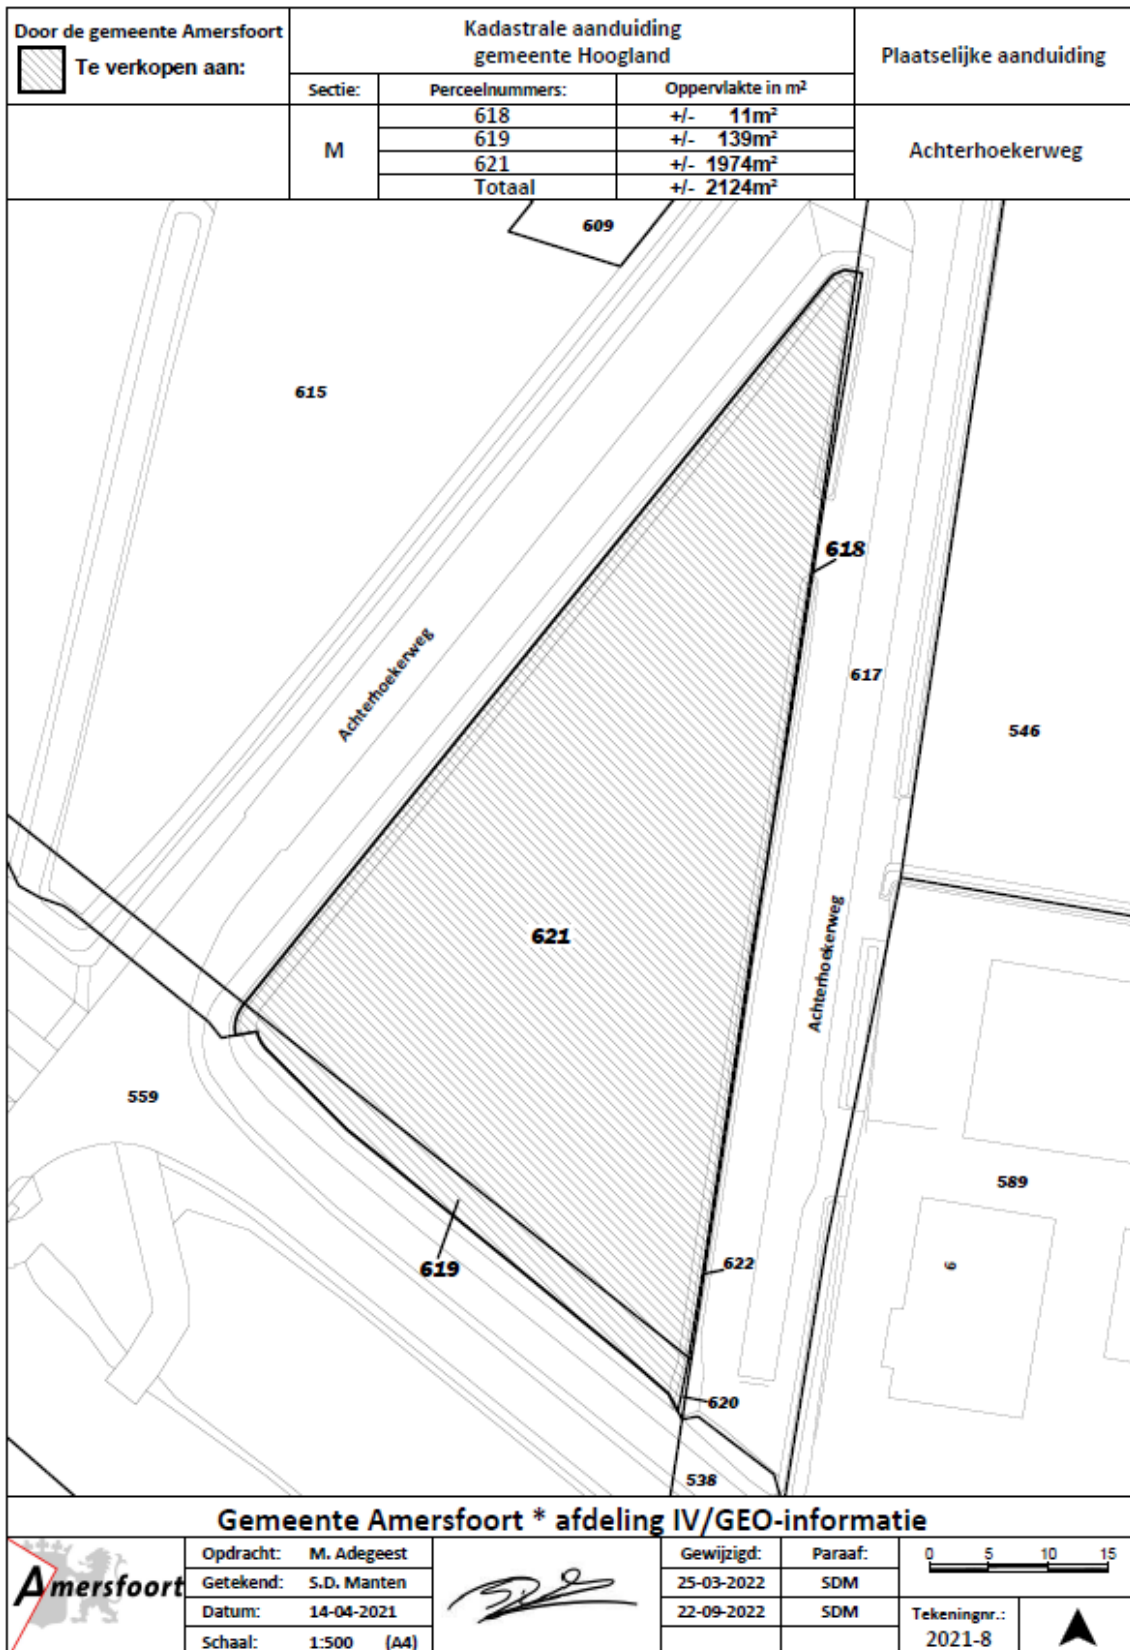 Door de gemeente Amersfoort
Te verkopen aan:
Kadastrale aanduiding
gemeente Hoogland
Plaatselijke aanduiding
Sectie:
Perceelnummers:
Oppervlakte in m²
M
618
+/- 11m²
619
+/- 139m²
621
+/- 1974m²
Totaal
+/- 2124m²
Achterhoekerweg
609
615
618
617
546
Achterhoekerweg
621
Achterhoekerweg
559
589
6
619
622
620
538
Gemeente Amersfoort * afdeling IV/GEO-informatie
Amersfoort
Opdracht: M. Adegeest
Getekend: S.D. Manten
Datum: 14-04-2021
Schaal: 1:500 (A4)
Gewijzigd: Paraaf:
25-03-2022 SDM
22-09-2022 SDM
0 5 10 15
Tekeningnr.:
2021-8